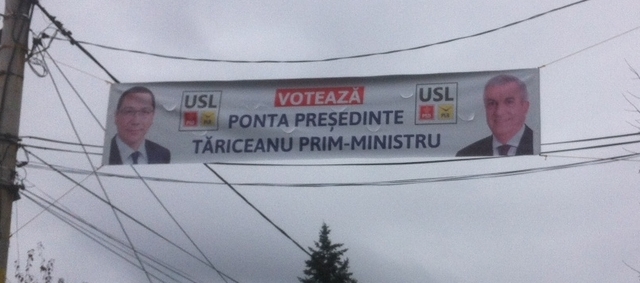 USL
VOTEAZĂ
USL
PONTA PREȘEDINTE
TĂRICEANU PRIM-MINISTRU